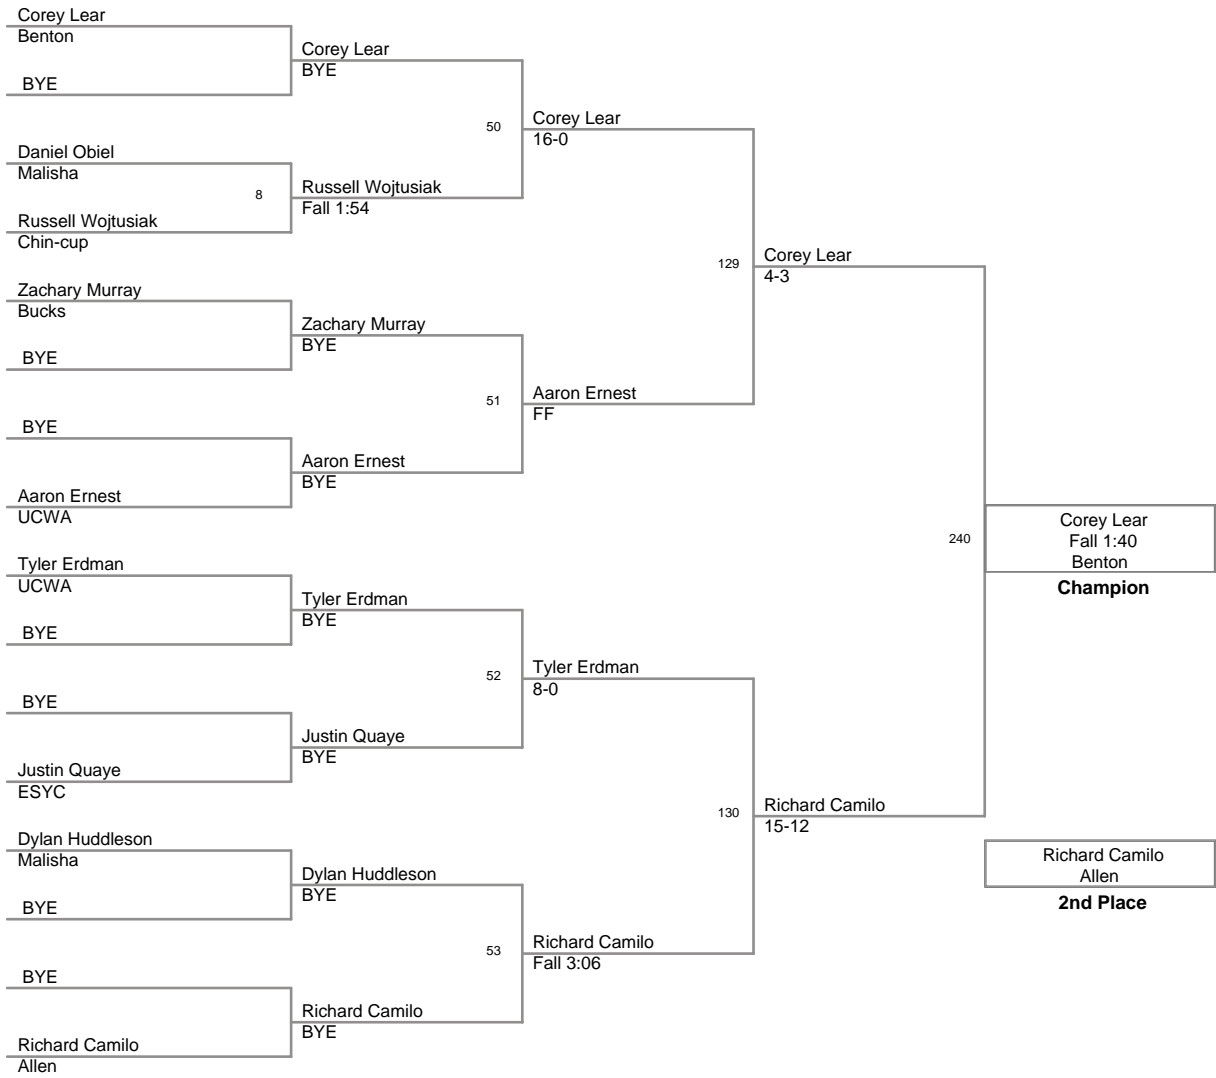 Corey Lear
Benton
BYE
Daniel Obiel
Malisha
8
Russell Wojtusiak
Chin-cup
Zachary Murray
Bucks
BYE
BYE
Aaron Ernest
UCWA
Tyler Erdman
UCWA
BYE
BYE
Justin Quaye
ESYC
Dylan Huddleson
Malisha
BYE
BYE
Richard Camilo
Allen
Corey Lear
BYE
50
Russell Wojtusiak
Fall 1:54
Zachary Murray
BYE
51
Aaron Ernest
BYE
Tyler Erdman
BYE
52
Justin Quaye
BYE
Dylan Huddleson
BYE
53
Richard Camilo
BYE
Corey Lear
16-0
129
Aaron Ernest
FF
Tyler Erdman
8-0
130
Richard Camilo
Fall 3:06
Corey Lear
4-3
240
Richard Camilo
15-12
Corey Lear
Fall 1:40
Benton
Champion
Richard Camilo
Allen
2nd Place